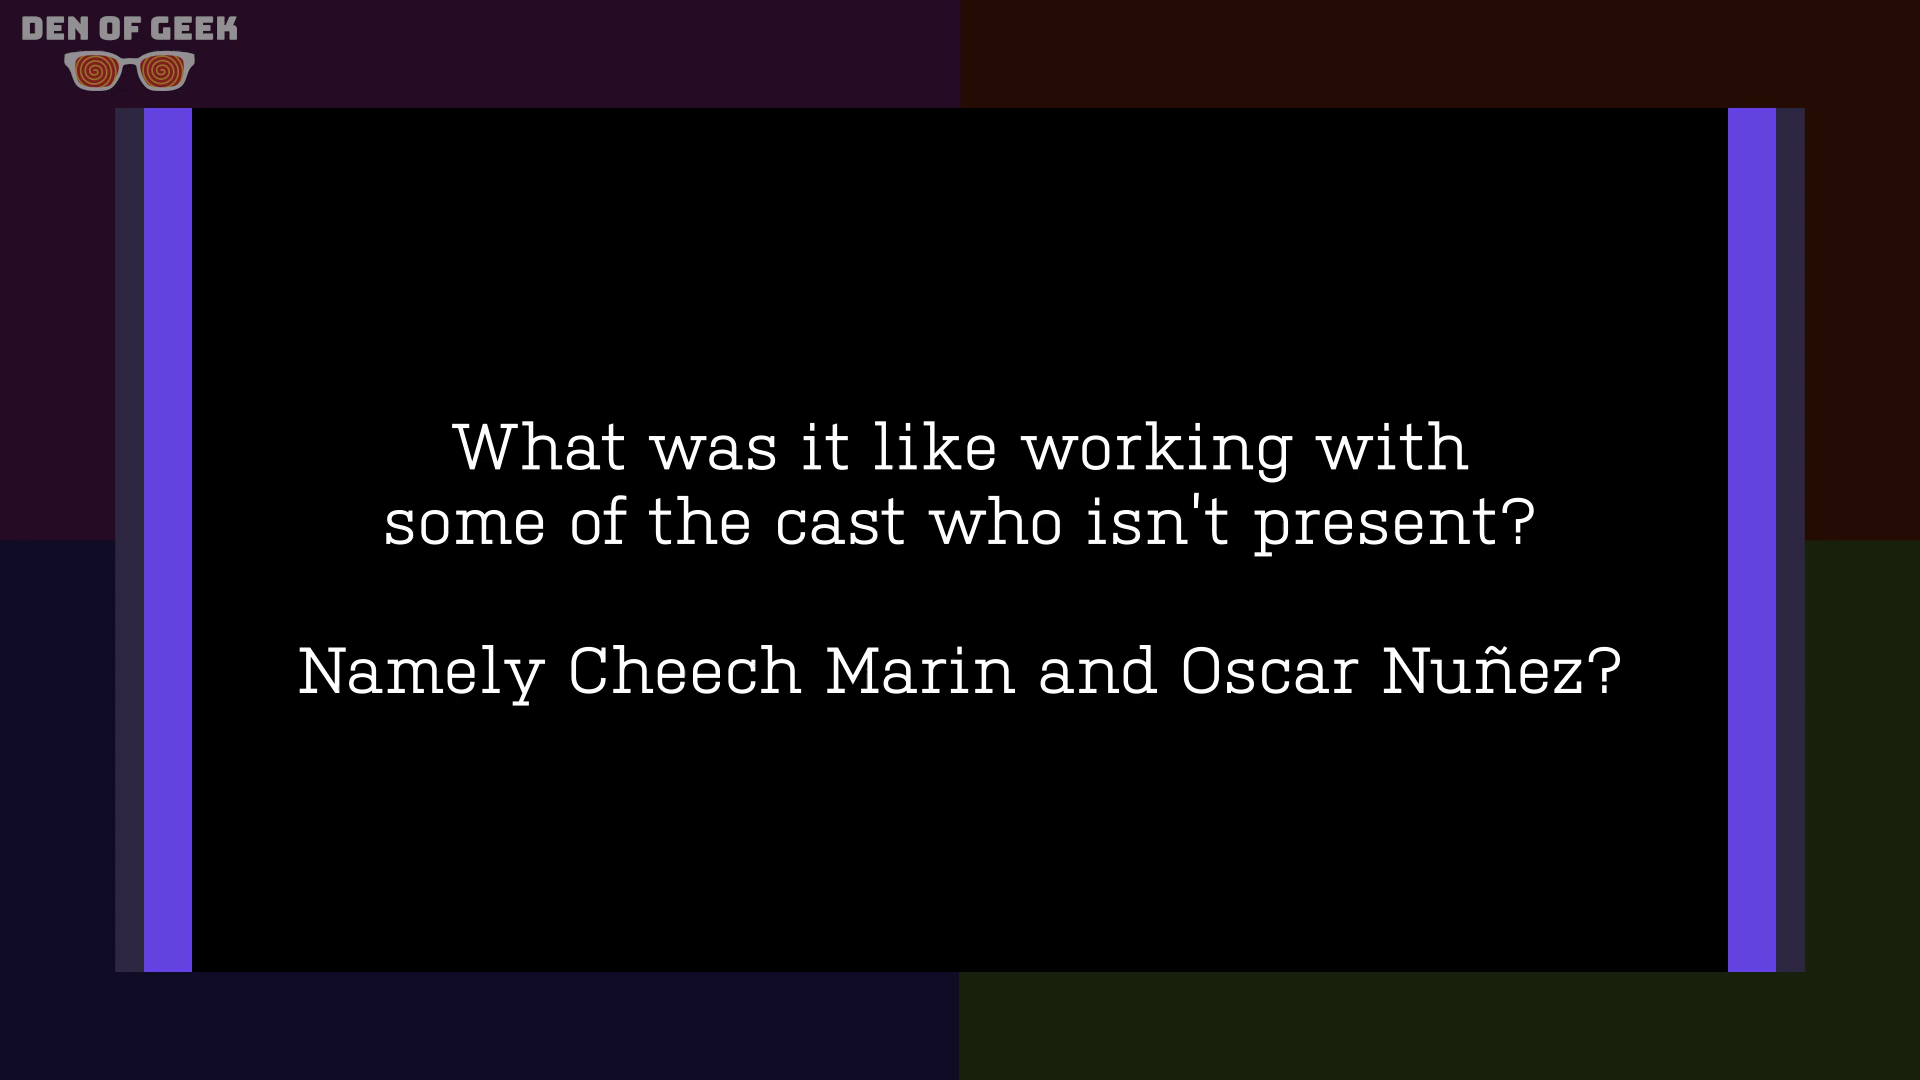 DEN OF GEEK
What was it like working with
some of the cast who isn't present?
Namely Cheech Marin and Oscar Nuñez?